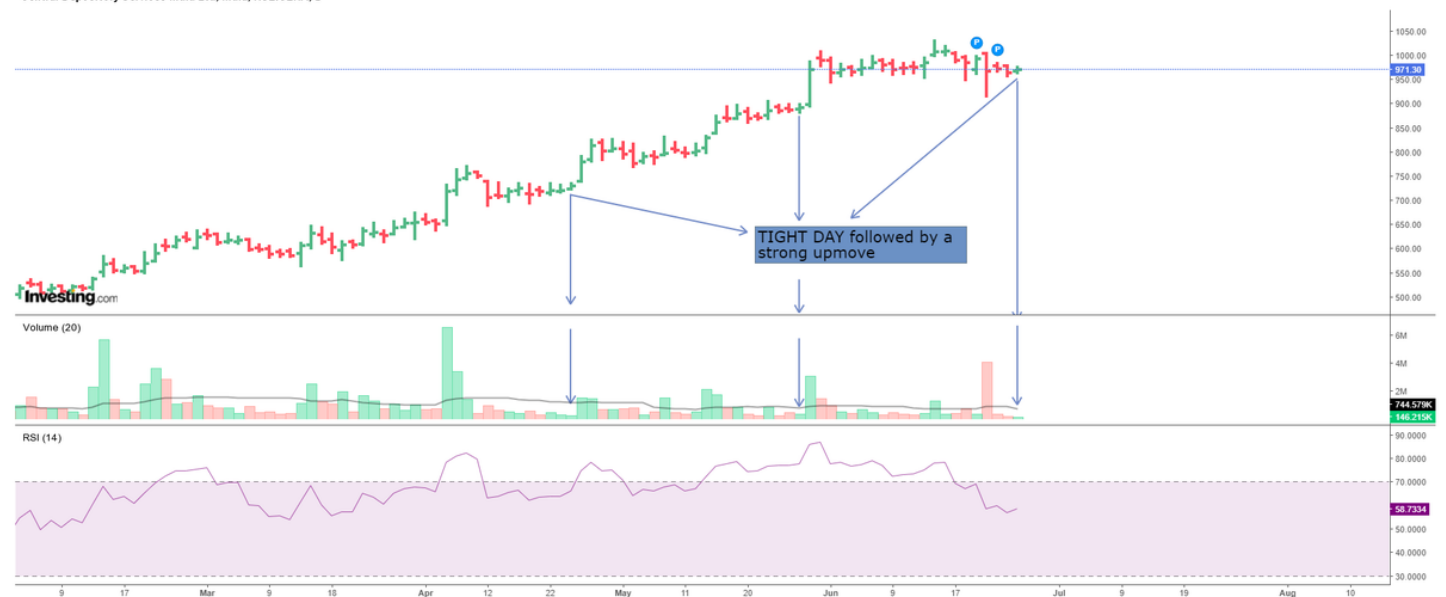 1050.00
P
P
1000.00
971.30
950.00
900.00
850.00
800.00
750.00
700.00
TIGHT DAY followed by a
strong upmove
650.00
600.00
550.00
500.00
Investing.com
Volume (20)
6M
4M
2M
744.579K
146.215K
RSI (14)
90.0000
80.0000
70.0000
58.7334
50.0000
40.0000
30.0000
9 17 Mar 9 18 Apr 12 22 May 11 20 Jun 9 17 Jul 9 19 Aug 10